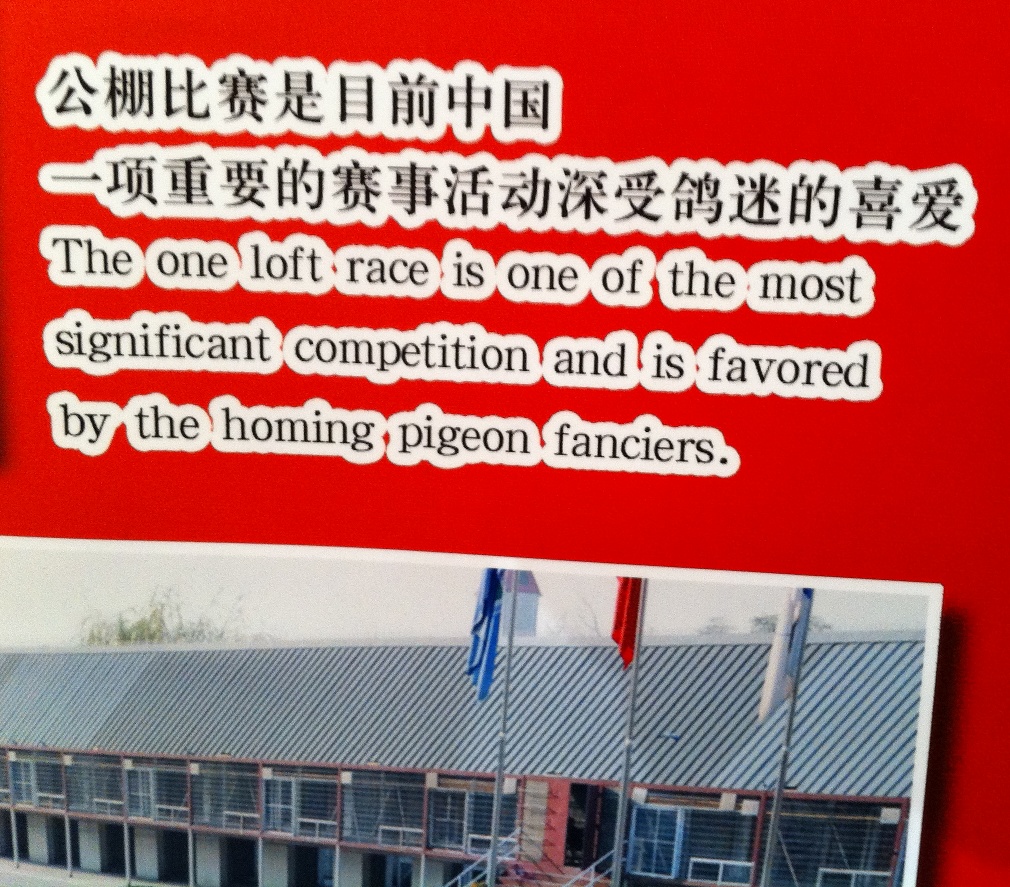 公棚比赛是目前中国
一项重要的赛事活动深受鸽迷的喜爱
The one loft race is one of the most
significant competition and is favored
by the homing pigeon fanciers.